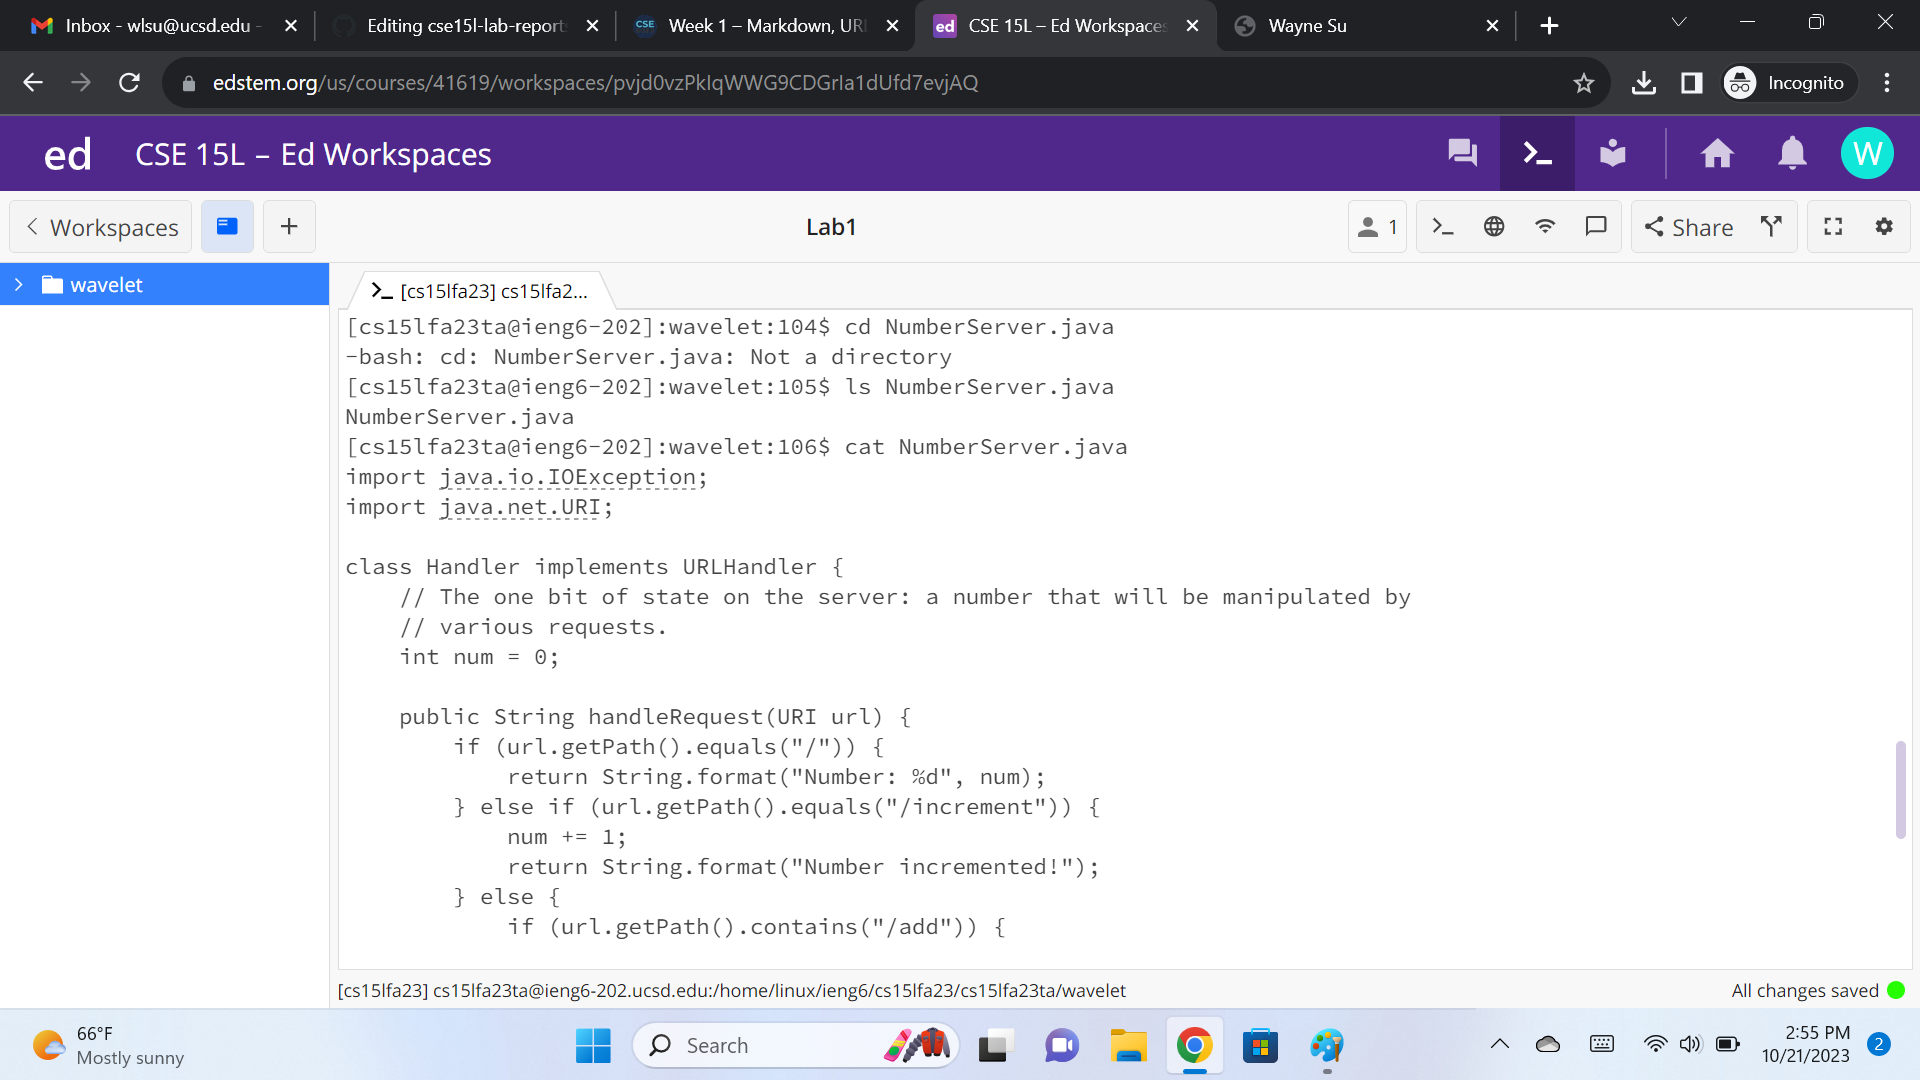 Inbox - wlsu@ucsd.edu -
Editing cse15l-lab-reports
Week 1 – Markdown, URL
CSE 15L – Ed Workspaces
Wayne Su
edstem.org/us/courses/41619/workspaces/pvjd0vzPkIqWWG9CDGrIa1dUfd7evjAQ
Incognito
ed CSE 15L – Ed Workspaces
W
Workspaces
Lab1
1
Share
wavelet
[cs15lfa23] cs15lfa2...
[cs15lfa23ta@ieng6-202]:wavelet:104$ cd NumberServer.java
-bash: cd: NumberServer.java: Not a directory
[cs15lfa23ta@ieng6-202]:wavelet:105$ ls NumberServer.java
NumberServer.java
[cs15lfa23ta@ieng6-202]:wavelet:106$ cat NumberServer.java
import java.io.IOException;
import java.net.URI;
class Handler implements URLHandler {
    // The one bit of state on the server: a number that will be manipulated by
    // various requests.
    int num = 0;
    public String handleRequest(URI url) {
        if (url.getPath().equals("/")) {
            return String.format("Number: %d", num);
        } else if (url.getPath().equals("/increment")) {
            num += 1;
            return String.format("Number incremented!");
        } else {
            if (url.getPath().contains("/add")) {
[cs15lfa23] cs15lfa23ta@ieng6-202.ucsd.edu:/home/linux/ieng6/cs15lfa23/cs15lfa23ta/wavelet
All changes saved
66°F
Mostly sunny
Search
2:55 PM
10/21/2023
2